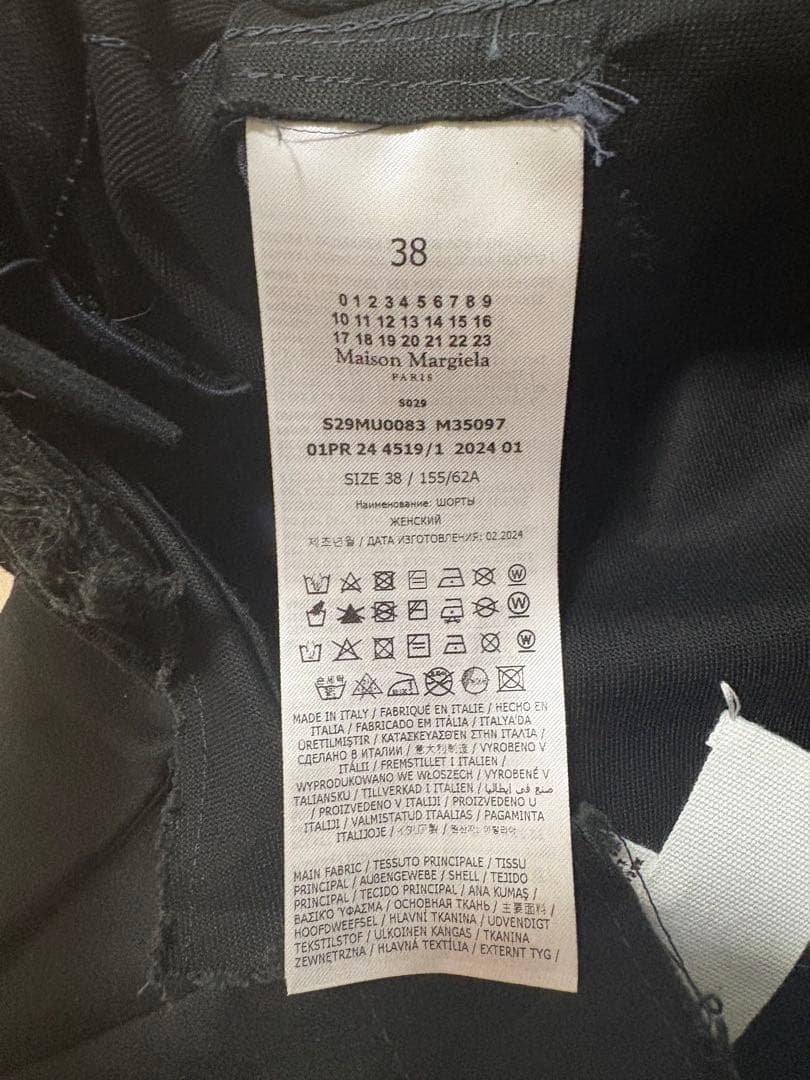 38
0 1 2 3 4 5 6 7 8 9
10 11 12 13 14 15 16
17 18 19 20 21 22 23
Maison Margiela
PARIS
S029
S29MU0083 M35097
01PR 24 4519/1 2024 01
SIZE 38 / 155/62A
Наименование: ШОРТЫ
ЖЕНСКИЙ
제조년월 / ДАТА ИЗГОТОВЛЕНИЯ: 02.2024
W
W
W
손세탁
MADE IN ITALY / FABRIQUÉ EN ITALIE / HECHO EN
ITALIA / FABRICADO EM ITÁLIA / ITALYA'DA
ÜRETILMIŞTIR / ΚΑΤΑΣΚΕΥΑΣΘΕΝ ΣΤΗΝ ΙΤΑΛΙΑ /
СДЕЛАНО В ИТАЛИИ / 意大利制造 / VYROBENO V
ITÁLII / FREMSTILLET I ITALIEN /
WYPRODUKOWANO WE WŁOSZECH / VYROBENÉ V
TALIANSKU / TILLVERKAD I ITALIEN / صنع في إيطاليا
/ PROIZVEDENO V ITALIJI / PROIZVEDENO U
ITALIJI / VALMISTATUD ITAALIAS / PAGAMINTA
ITALIJOJE / イタリア製 / 원산지: 이탈리아
MAIN FABRIC / TESSUTO PRINCIPALE / TISSU
PRINCIPAL / AUßENGEWEBE / SHELL / TEJIDO
PRINCIPAL / TECIDO PRINCIPAL / ANA KUMAŞ /
ΒΑΣΙΚΌ ΎΦΑΣΜΑ / ОСНОВНАЯ ТКАНЬ / 主要面料 /
HOOFDWEEFSEL / HLAVNÍ TKANINA / UDVENDIGT
TEKSTILSTOF / ULKOINEN KANGAS / TKANINA
ZEWNĘTRZNA / HLAVNÁ TEXTÍLIA / EXTERNT TYG /